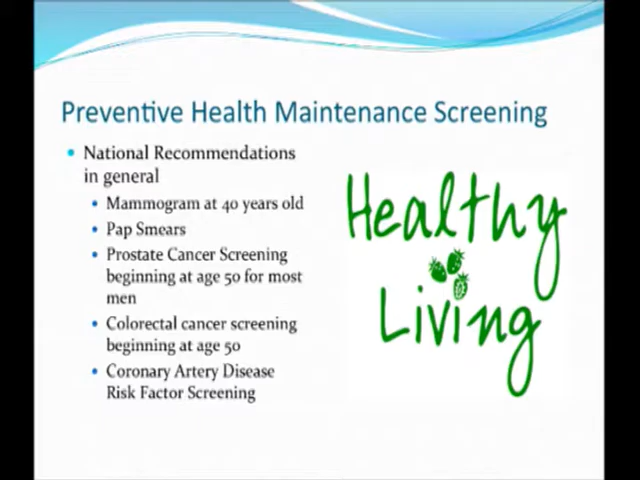 Preventive Health Maintenance Screening
National Recommendations
in general
Mammogram at 40 years old
Pap Smears
Prostate Cancer Screening
beginning at age 50 for most
men
Colorectal cancer screening
beginning at age 50
Coronary Artery Disease
Risk Factor Screening
Healthy
Living